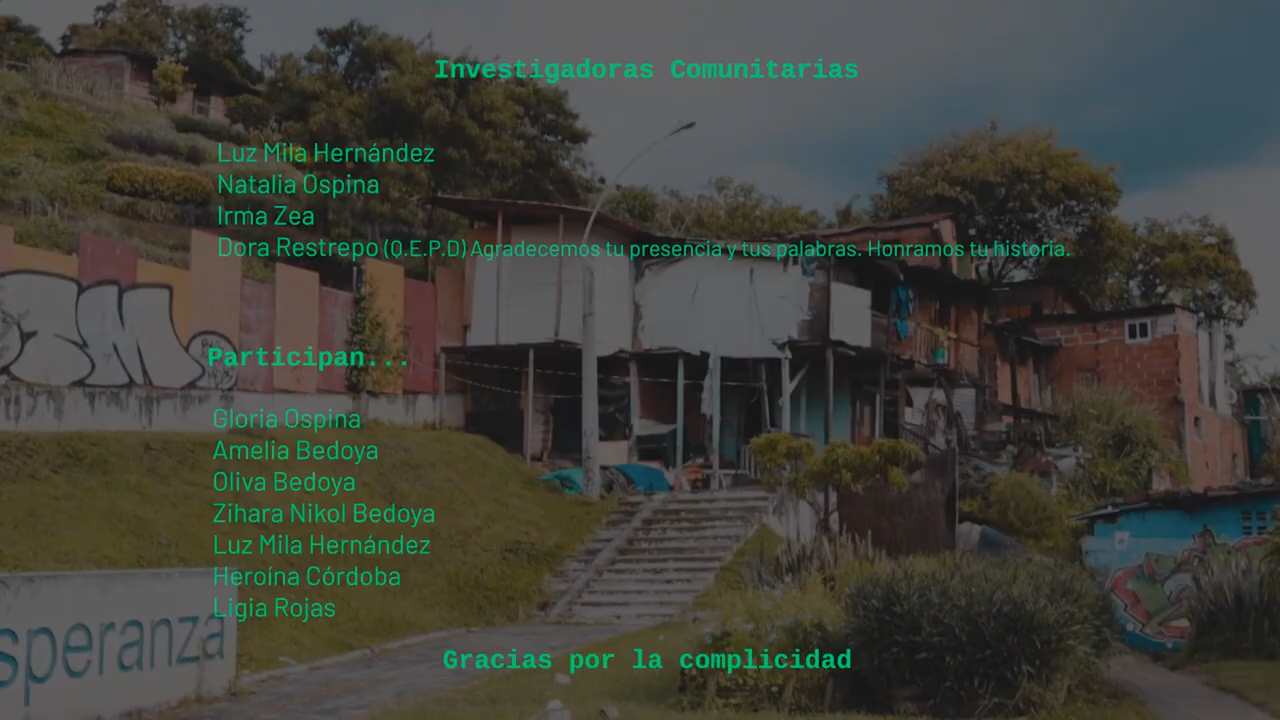 Investigadoras Comunitarias
Luz Mila Hernández
Natalia Ospina
Irma Zea
Dora Restrepo (Q.E.P.D) Agradecemos tu presencia y tus palabras. Honramos tu historia.
IM.
Participan...
Gloria Ospina
Amelia Bedoya
Oliva Bedoya
Zihara Nikol Bedoya
Luz Mila Hernández
Heroína Córdoba
Ligia Rojas
speranza
Gracias por la complicidad